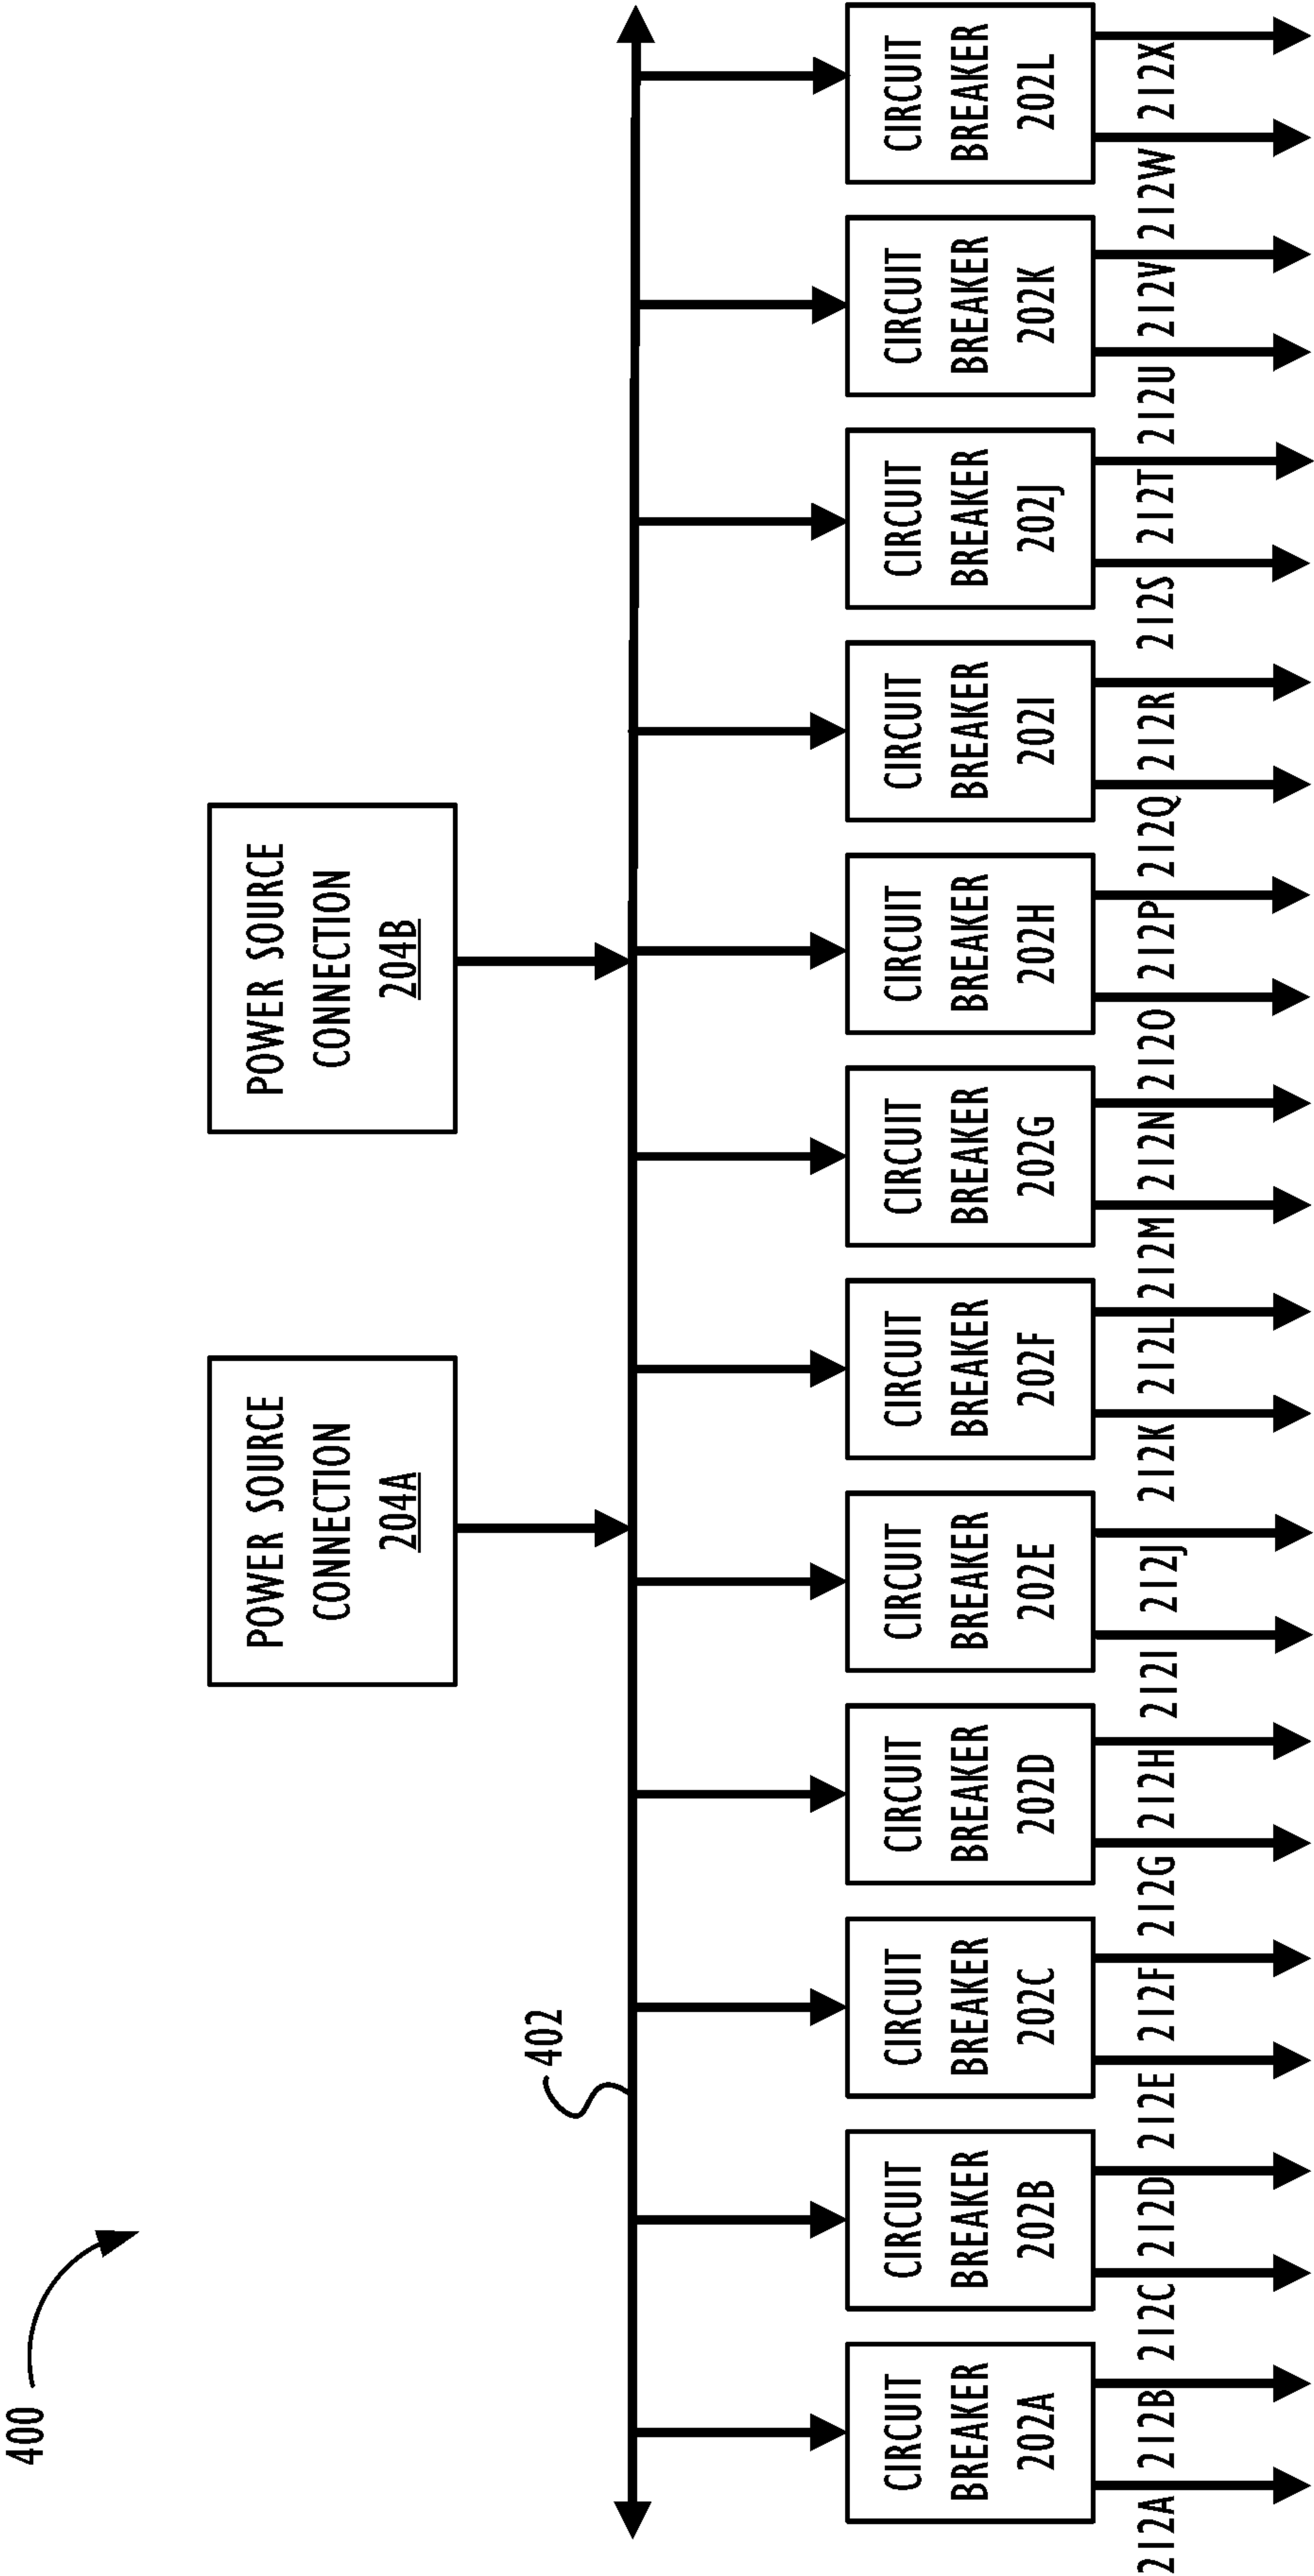 400
POWER SOURCE
CONNECTION
204A
POWER SOURCE
CONNECTION
204B
402
CIRCUIT
BREAKER
202A
CIRCUIT
BREAKER
202B
CIRCUIT
BREAKER
202C
CIRCUIT
BREAKER
202D
CIRCUIT
BREAKER
202E
CIRCUIT
BREAKER
202F
CIRCUIT
BREAKER
202G
CIRCUIT
BREAKER
202H
CIRCUIT
BREAKER
202I
CIRCUIT
BREAKER
202J
CIRCUIT
BREAKER
202K
CIRCUIT
BREAKER
202L
212A
212B
212C
212D
212E
212F
212G
212H
212I
212J
212K
212L
212M
212N
212O
212P
212Q
212R
212S
212T
212U
212V
212W
212X